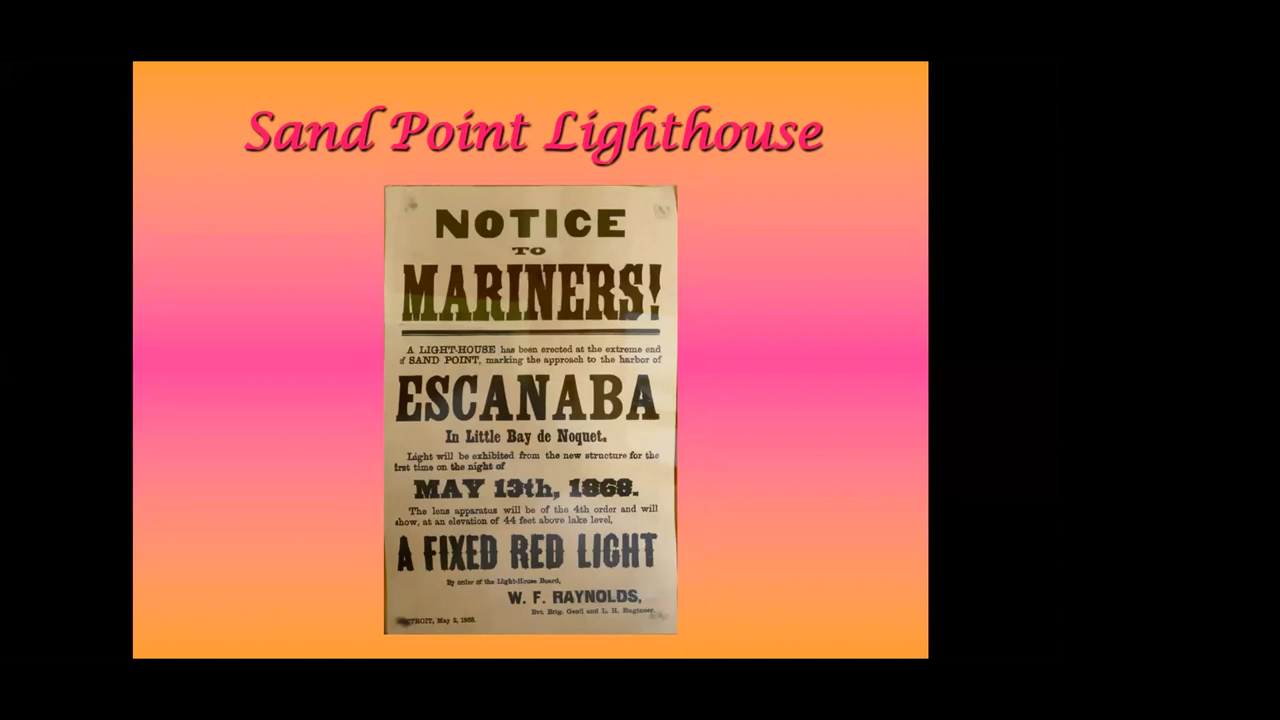 Sand Point Lighthouse
NOTICE
TO
MARINERS!
A LIGHT-HOUSE has been erected at the extreme end
of SAND POINT, marking the approach to the harbor of
ESCANABA
In Little Bay de Noquet.
Light will be exhibited from the new structure for the
first time on the night of
MAY 13th, 1868.
The lens apparatus will be of the 4th order and will
show, at an elevation of 44 feet above lake level,
A FIXED RED LIGHT
By order of the Light-House Board,
W. F. RAYNOLDS,
Bvt. Brig. Genl and L. H. Engineer.
DETROIT, May 2, 1868.